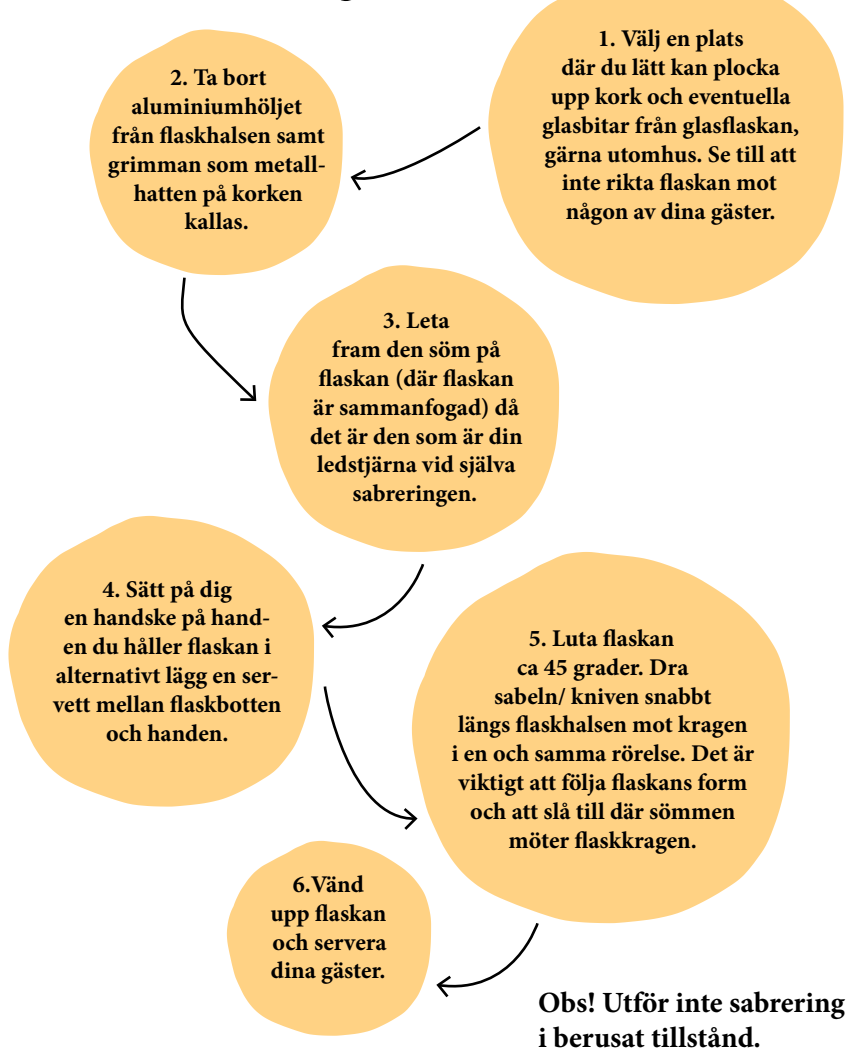 1. Välj en plats
där du lätt kan plocka
upp kork och eventuella
glasbitar från glasflaskan,
gärna utomhus. Se till att
inte rikta flaskan mot
någon av dina gäster.
2. Ta bort
aluminiumhöljet
från flaskhalsen samt
grimman som metall-
hatten på korken
kallas.
3. Leta
fram den söm på
flaskan (där flaskan
är sammanfogad) då
det är den som är din
ledstjärna vid själva
sabreringen.
4. Sätt på dig
en handske på hand-
en du håller flaskan i
alternativt lägg en ser-
vett mellan flaskbotten
och handen.
5. Luta flaskan
ca 45 grader. Dra
sabeln/ kniven snabbt
längs flaskhalsen mot kragen
i en och samma rörelse. Det är
viktigt att följa flaskans form
och att slå till där sömmen
möter flaskkragen.
6.Vänd
upp flaskan
och servera
dina gäster.
Obs! Utför inte sabrering
i berusat tillstånd.